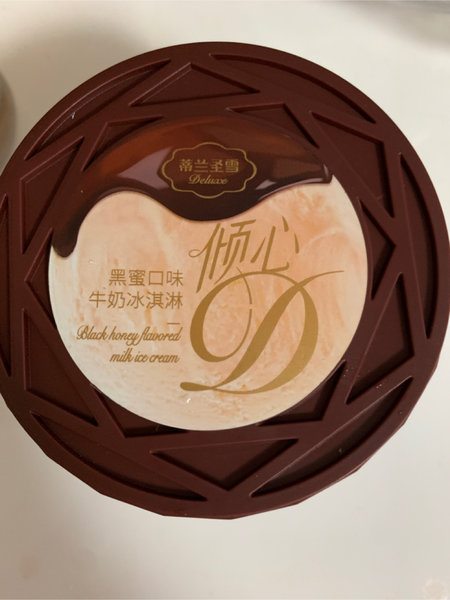 蒂兰圣雪
Deluxe
倾心
D
黑蜜口味
牛奶冰淇淋
Black honey flavored
milk ice cream